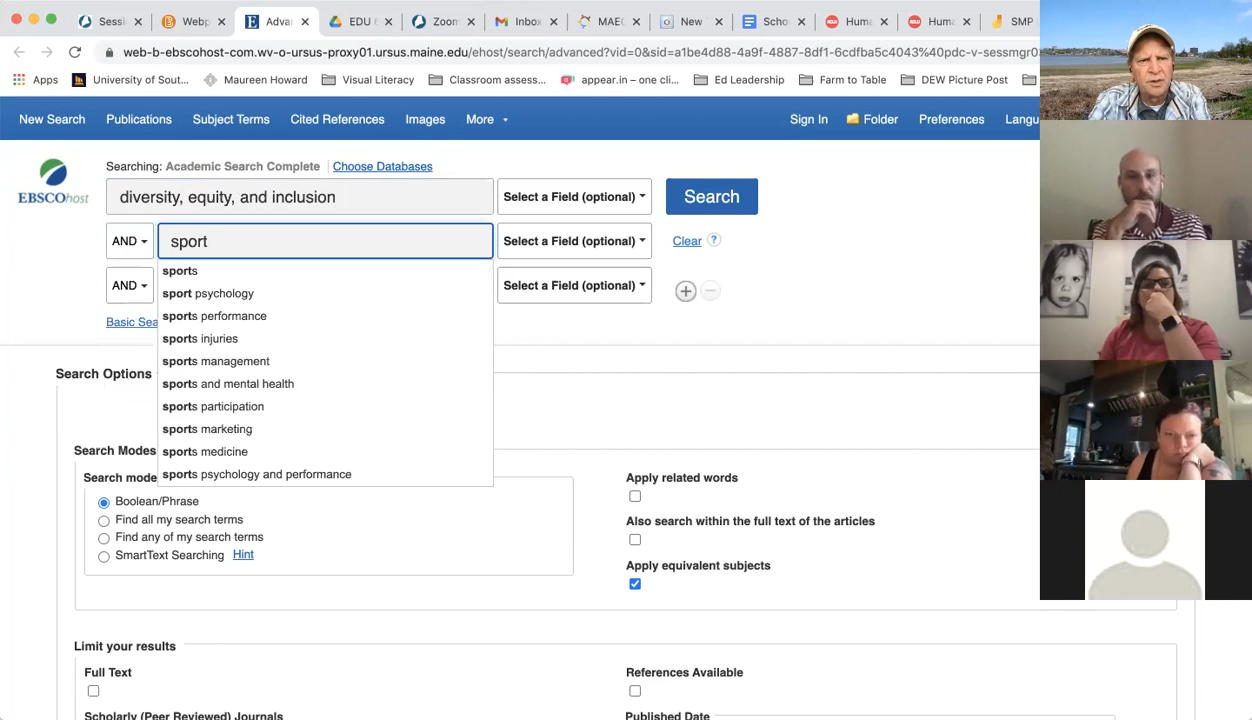 Sessi
Webp
Adva
EDU 6
Zoom
Inbox
MAEC
New T
Scho
Huma
Huma
SMP
web-b-ebscohost-com.wv-o-ursus-proxy01.ursus.maine.edu/ehost/search/advanced?vid=0&sid=a1be4d88-4a9f-4887-8df1-6cdfba5c4043%40pdc-v-sessmgr0
Apps
University of Sout...
Maureen Howard
Visual Literacy
Classroom assess...
appear.in – one cli...
Ed Leadership
Farm to Table
DEW Picture Post
New Search Publications Subject Terms Cited References Images More
Sign In Folder Preferences Langu
EBSCOhost
Searching: Academic Search Complete Choose Databases
diversity, equity, and inclusion
Select a Field (optional)
Search
AND
sport
Select a Field (optional)
Clear ?
AND
Select a Field (optional)
sports
sport psychology
sports performance
sports injuries
sports management
sports and mental health
sports participation
sports marketing
sports medicine
sports psychology and performance
Basic Sea
Search Options
Search Modes
Search mode
Boolean/Phrase
Find all my search terms
Find any of my search terms
SmartText Searching Hint
Apply related words
Also search within the full text of the articles
Apply equivalent subjects
Limit your results
Full Text
References Available
Scholarly (Peer Reviewed) Journals
Published Date